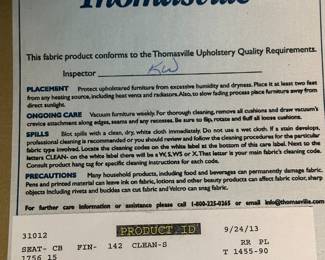 Thomasville
This fabric product conforms to the Thomasville Upholstery Quality Requirements.
Inspector KW
PLACEMENT Protect upholstered furniture from excessive humidity and dryness. Place it at least two feet
from any heating source, including heat vents and radiators. Also, to slow fading process place furniture away from
direct sunlight.
ONGOING CARE Vacuum furniture weekly. For thorough cleaning, remove all cushions and draw vacuum's
crevice attachment along edges, seams and any recesses. Be sure to flip, rotate and fluff all loose cushions.
SPILLS Blot spills with a clean, dry, white cloth immediately. Do not use a wet cloth. If a stain develops,
professional cleaning is recommended or you should review and follow the cleaning procedures for the particular
fabric type involved. Locate the cleaning codes on the white label at the bottom of this care label. Next to the
letters CLEAN- on the white label there will be a W, S, WS or X. That letter is your main fabric's cleaning code.
Consult product hang tag for specific cleaning instructions for each code.
PRECAUTIONS Many household products, including food and beverages can permanently damage fabric.
Pens and printed material can leave ink on fabric, lotions and other beauty products can affect fabric color, sharp
objects including rivets and buckles can cut fabric and Velcro can snag fabric.
For further care information or assistance please call 1-800-225-0265 or email info@thomasville.com
PRODUCT ID
31012 9/24/13
SEAT- CB FIN- 142 CLEAN-S RR PL
1756 15 T 1455-90